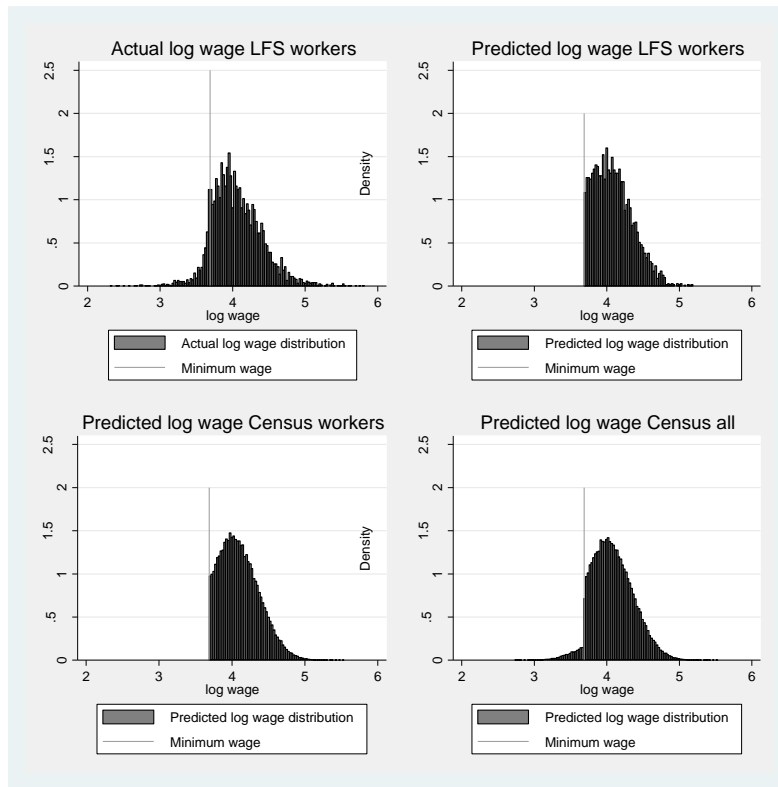 Actual log wage LFS workers
2.5
2
1.5
1
.5
0
Density
2 3 4 5 6
log wage
Actual log wage distribution
Minimum wage
Predicted log wage LFS workers
2.5
2
1.5
1
.5
0
2 3 4 5 6
log wage
Predicted log wage distribution
Minimum wage
Predicted log wage Census workers
2.5
2
1.5
1
.5
0
Density
2 3 4 5 6
log wage
Predicted log wage distribution
Minimum wage
Predicted log wage Census all
2.5
2
1.5
1
.5
0
2 3 4 5 6
log wage
Predicted log wage distribution
Minimum wage